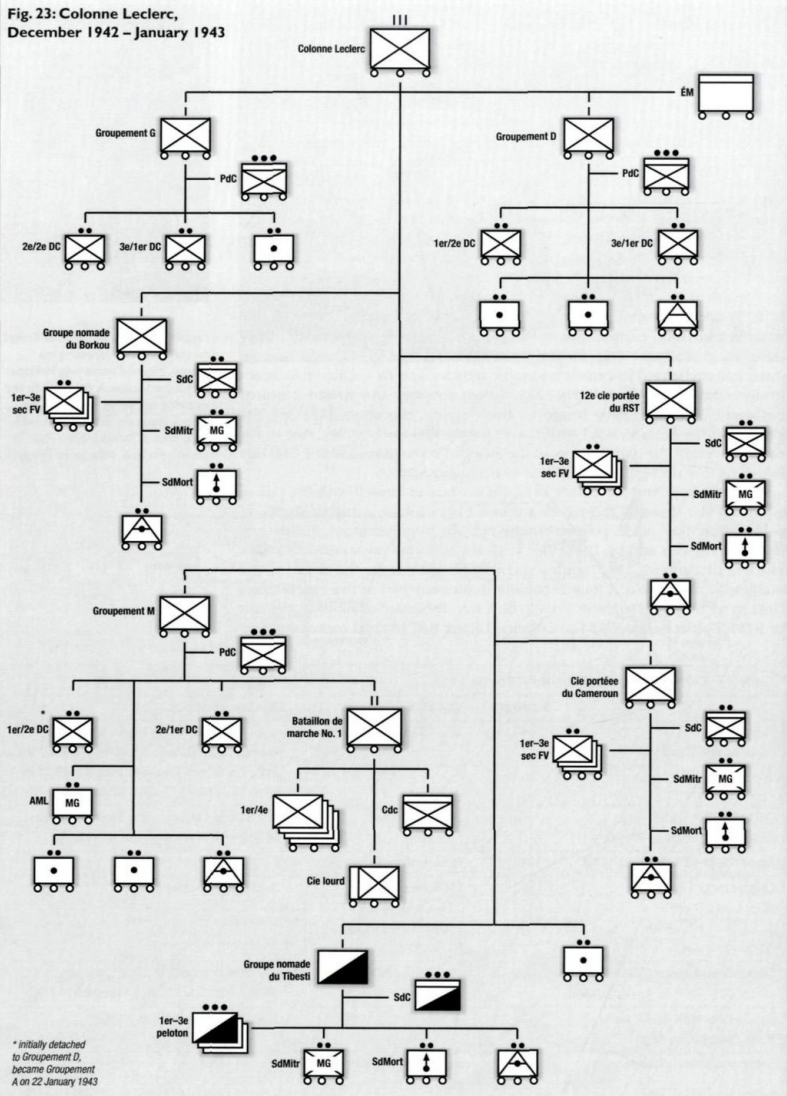 Fig. 23: Colonne Leclerc,
December 1942 – January 1943
Colonne Leclerc
ÉM
Groupement G
Groupement D
PdC
PdC
2e/2e DC
3e/1er DC
1er/2e DC
3e/1er DC
Groupe nomade
du Borkou
SdC
1er–3e
sec FV
SdMitr
MG
SdMort
12e cie portée
du RST
SdC
1er–3e
sec FV
SdMitr
MG
SdMort
Groupement M
PdC
*
1er/2e DC
2e/1er DC
Bataillon de
marche No. 1
AML
MG
1er/4e
Cdc
Cie lourd
Cie portéee
du Cameroun
SdC
1er–3e
sec FV
SdMitr
MG
SdMort
Groupe nomade
du Tibesti
SdC
1er–3e
peloton
SdMitr
MG
SdMort
* initially detached
to Groupement D,
became Groupement
A on 22 January 1943